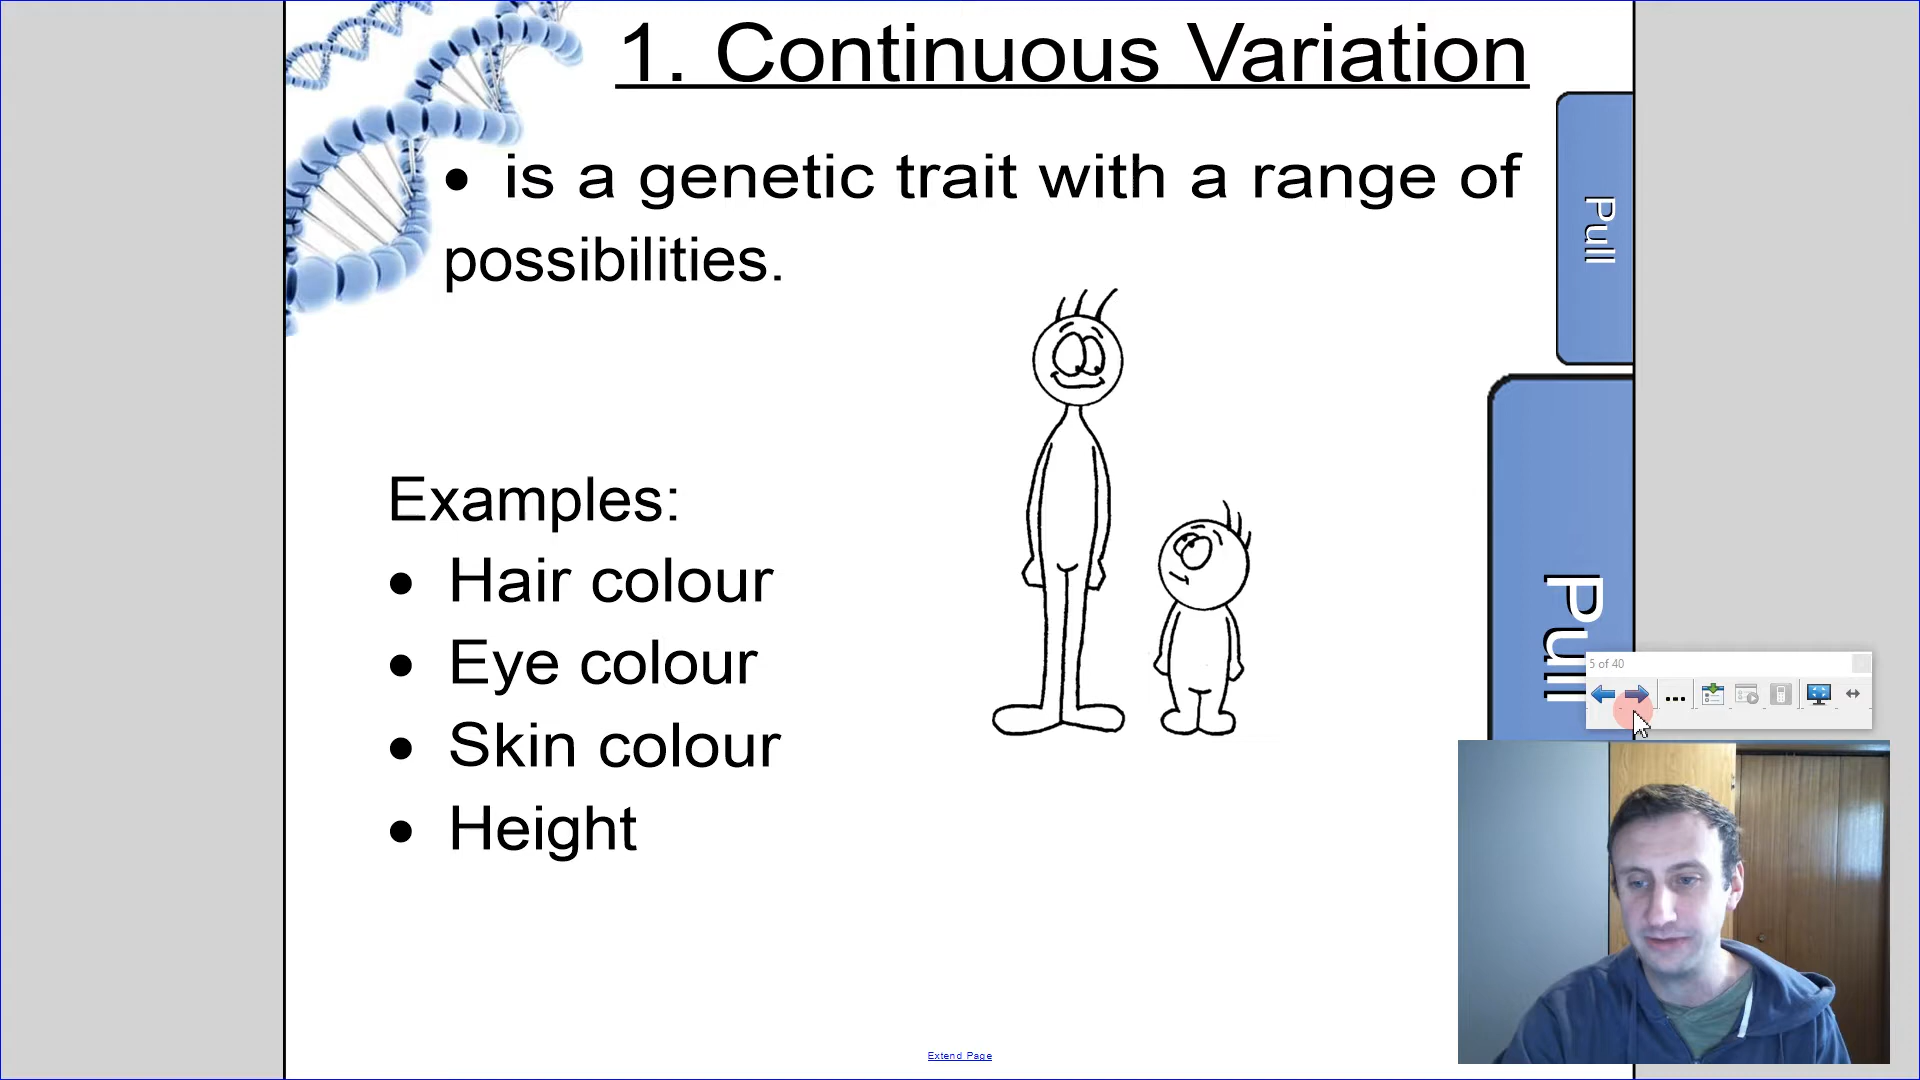 1. Continuous Variation
• is a genetic trait with a range of
possibilities.
Pull
Examples:
• Hair colour
• Eye colour
• Skin colour
• Height
Pull
5 of 40
Extend Page